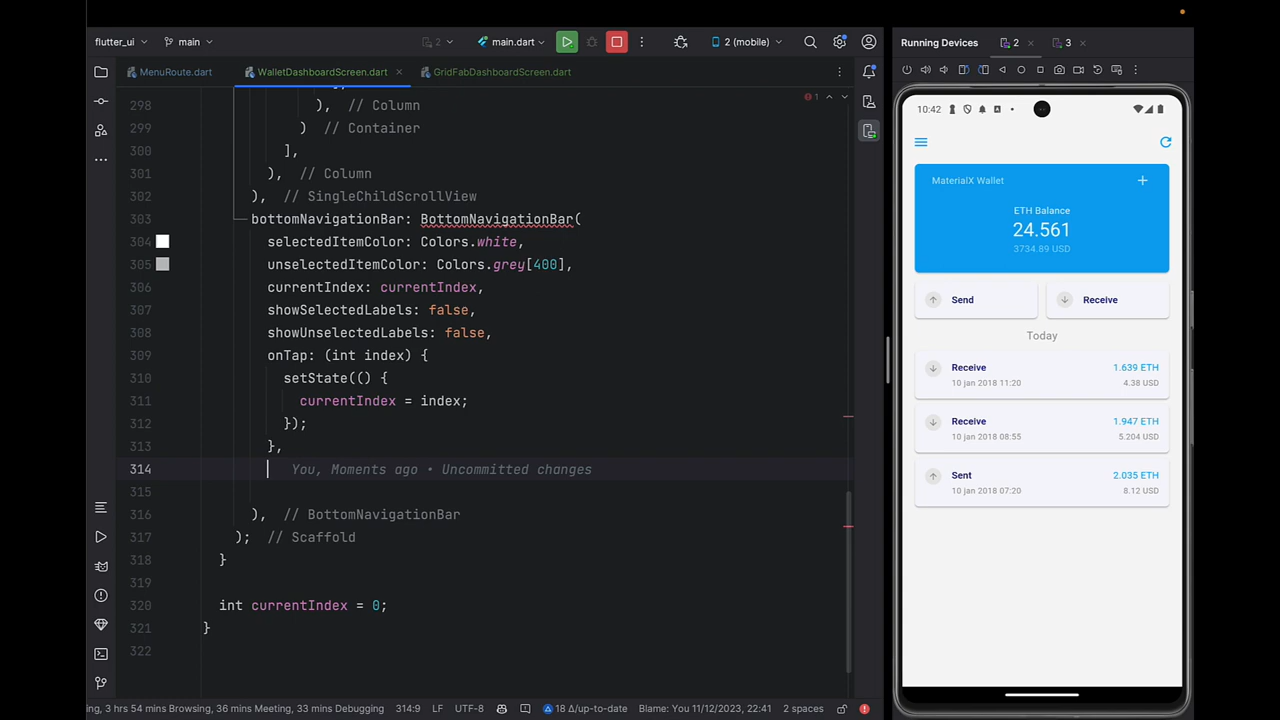 flutter_ui
main
2
main.dart
2 (mobile)
MenuRoute.dart
WalletDashboardScreen.dart
GridFabDashboardScreen.dart
298 ), // Column
299 ) // Container
300 ],
301 ), // Column
302 ), // SingleChildScrollView
303 bottomNavigationBar: BottomNavigationBar(
304 selectedItemColor: Colors.white,
305 unselectedItemColor: Colors.grey[400],
306 currentIndex: currentIndex,
307 showSelectedLabels: false,
308 showUnselectedLabels: false,
309 onTap: (int index) {
310 setState(() {
311 currentIndex = index;
312 });
313 },
314 You, Moments ago • Uncommitted changes
315
316 ), // BottomNavigationBar
317 ); // Scaffold
318 }
319
320 int currentIndex = 0;
321 }
322
1
ing, 3 hrs 54 mins Browsing, 36 mins Meeting, 33 mins Debugging
314:9
LF
UTF-8
18 Δ/up-to-date
Blame: You 11/12/2023, 22:41
2 spaces
Running Devices
2
3
10:42
MaterialX Wallet
ETH Balance
24.561
3734.89 USD
Send
Receive
Today
Receive 1.639 ETH
10 jan 2018 11:20 4.38 USD
Receive 1.947 ETH
10 jan 2018 08:55 5.204 USD
Sent 2.035 ETH
10 jan 2018 07:20 8.12 USD